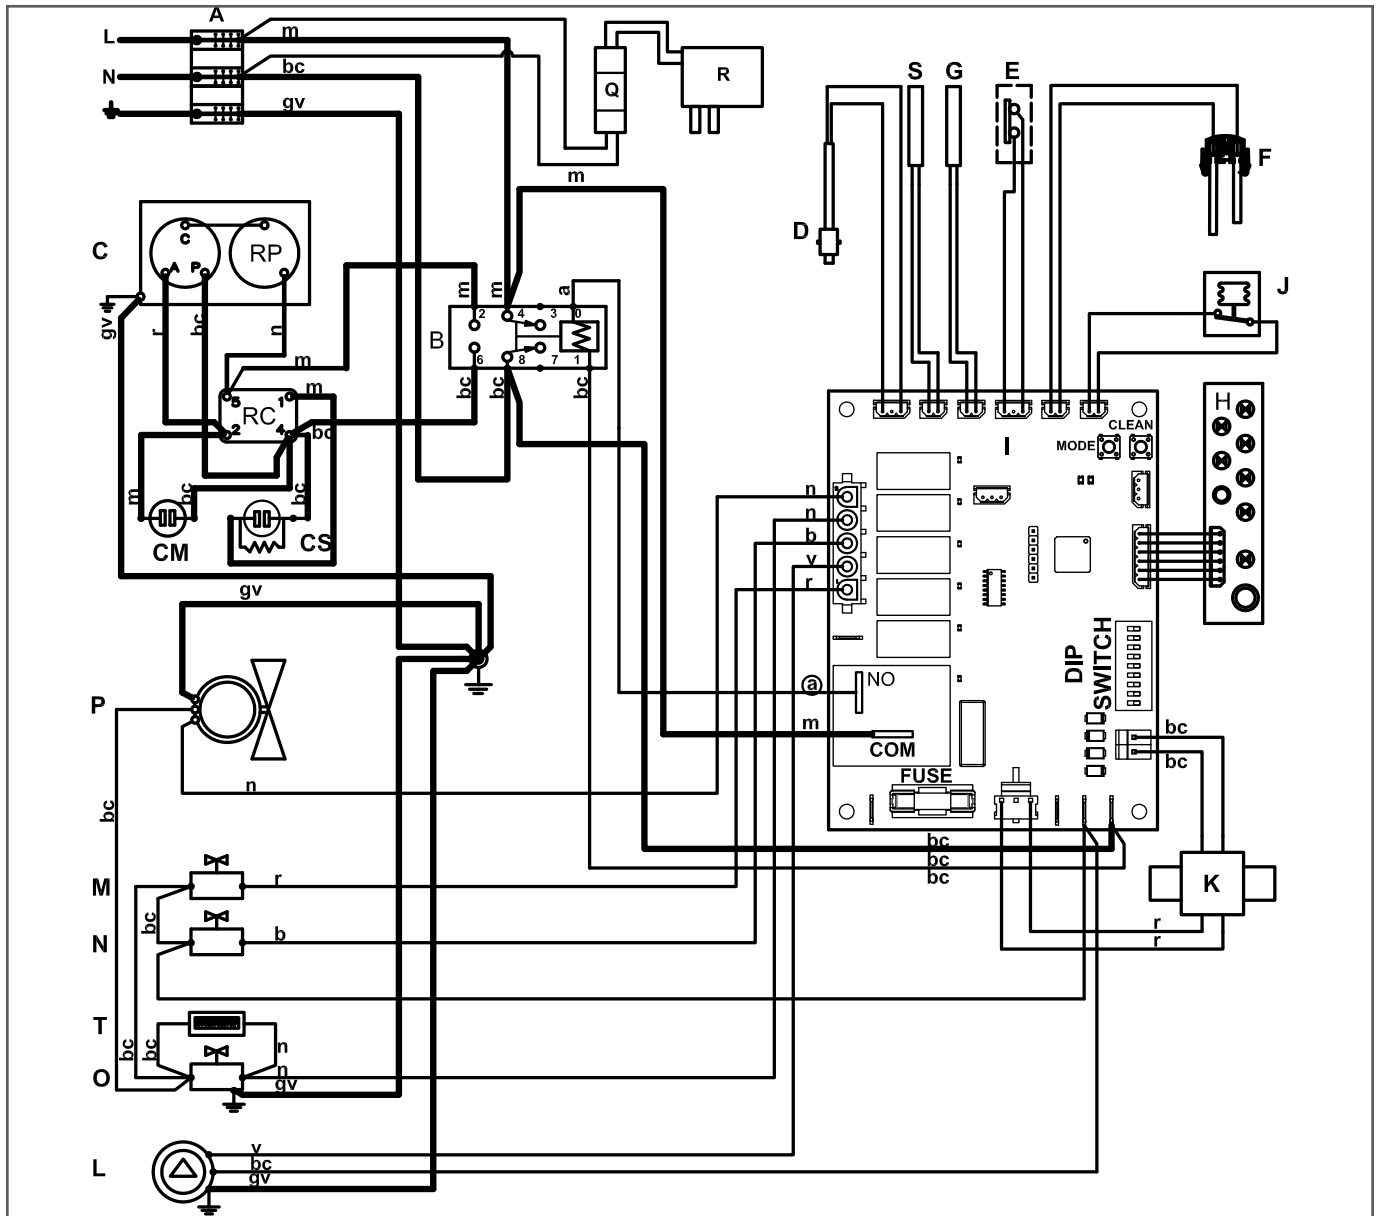 A
L m
N bc
gv
Q
R
m
S G E
F
D
C
C
A P
RP
J
gv r bc n
m m a
2 4 3 0
B
6 8 7 1
bc bc bc
m
m
5 1
RC
2 4
bc
m bc bc
CM
CS
H
CLEAN
MODE
I
n
n
b
v
r
gv
DIP
SWITCH
P
a NO
m
COM
FUSE
bc
bc
n
bc
bc
bc
bc
M r
K
bc
N b
r
r
T
bc bc n
O n
gv
L v
bc
gv